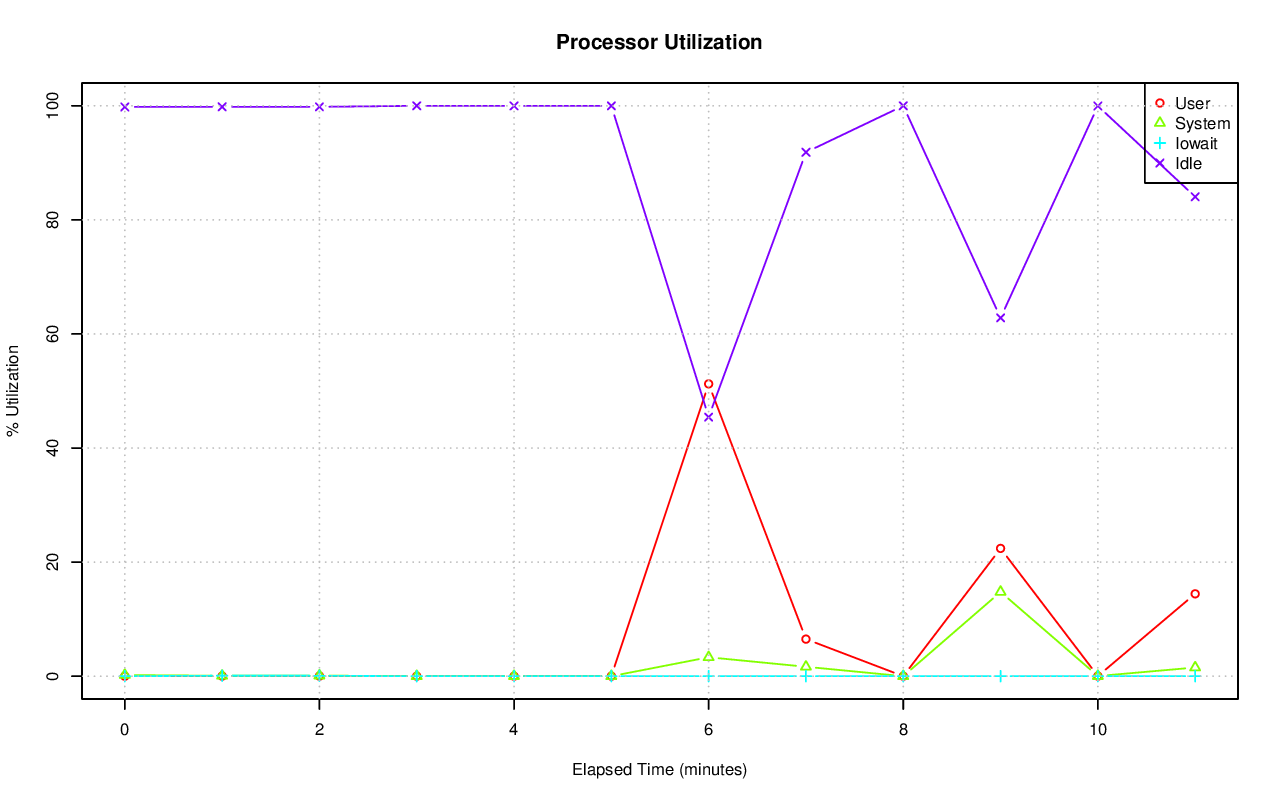 Processor Utilization
100
80
60
40
20
0
% Utilization
User
System
Iowait
Idle
0 2 4 6 8 10
Elapsed Time (minutes)